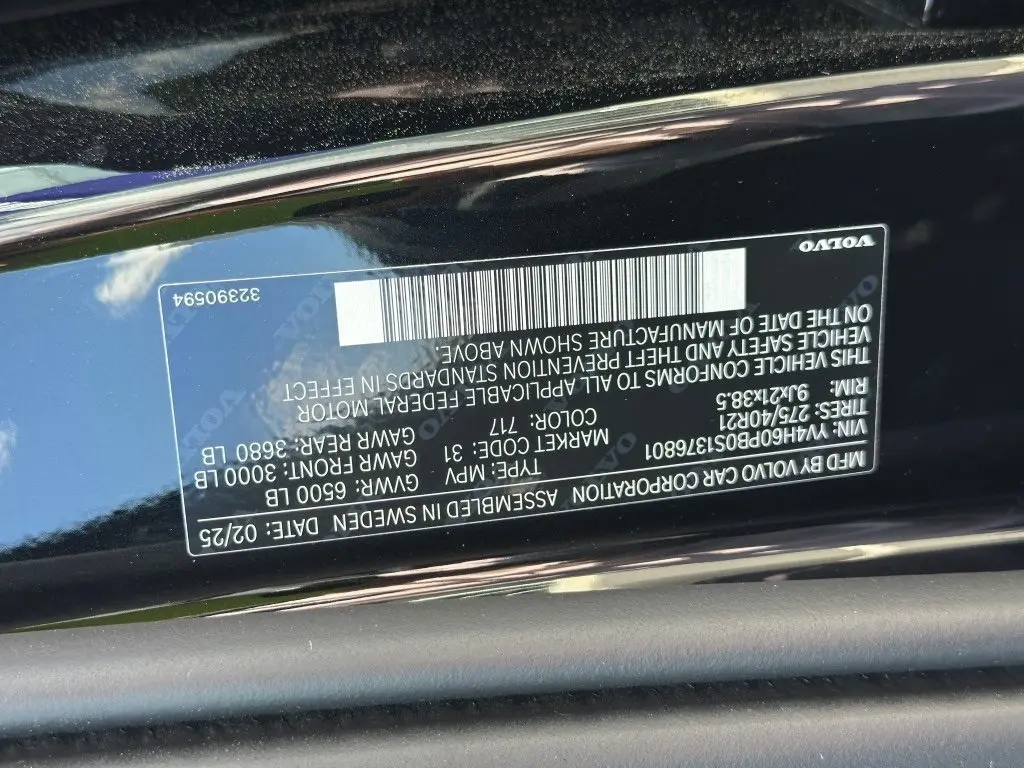 MFD BY VOLVO CAR CORPORATION ASSEMBLED IN SWEDEN DATE: 02/25
VIN: YV4H60PB0S1376801 TYPE: MPV GVWR: 6500 LB
TIRES: 275/40R21 MARKET CODE: 31 GAWR FRONT: 3000 LB
RIM: 9Jx21x38.5 COLOR: 717 GAWR REAR: 3680 LB
THIS VEHICLE CONFORMS TO ALL APPLICABLE FEDERAL MOTOR
VEHICLE SAFETY AND THEFT PREVENTION STANDARDS IN EFFECT
ON THE DATE OF MANUFACTURE SHOWN ABOVE.
VOLVO 32390594